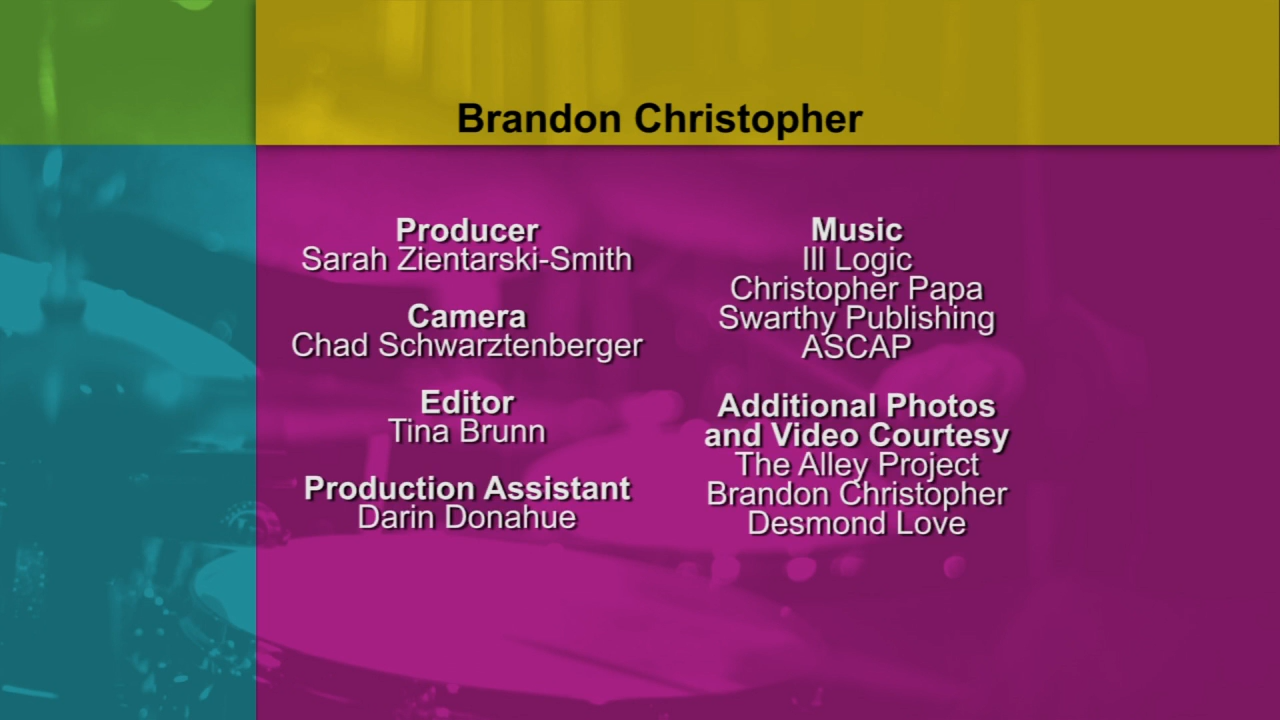 Brandon Christopher
Producer
Sarah Zientarski-Smith
Camera
Chad Schwarztenberger
Editor
Tina Brunn
Production Assistant
Darin Donahue
Music
Ill Logic
Christopher Papa
Swarthy Publishing
ASCAP
Additional Photos
and Video Courtesy
The Alley Project
Brandon Christopher
Desmond Love